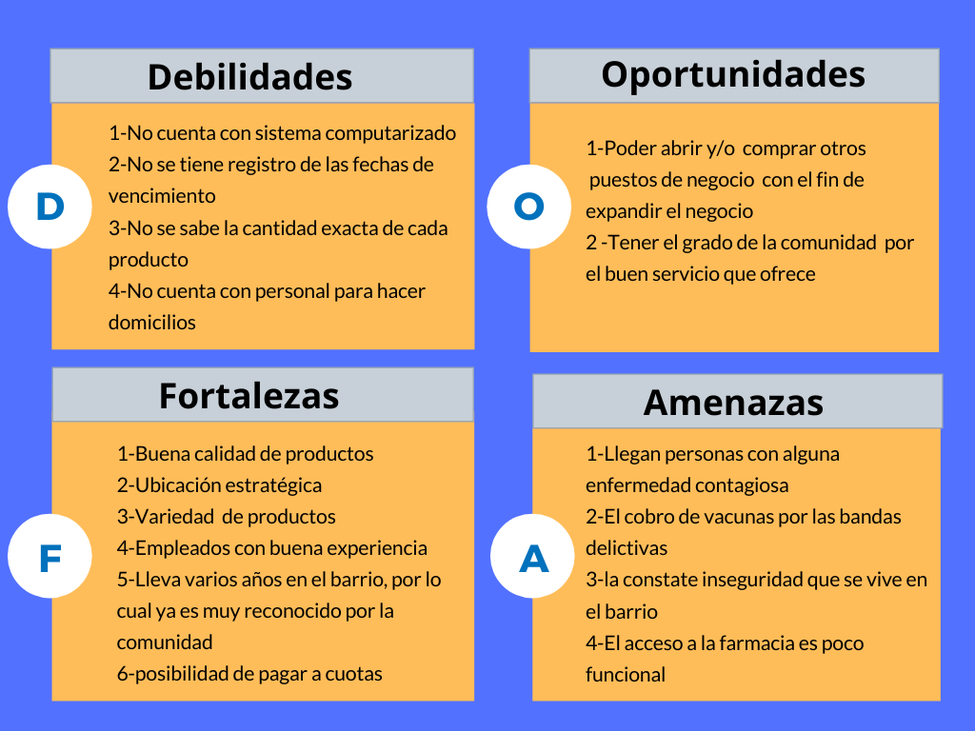 Debilidades
D
1-No cuenta con sistema computarizado
2-No se tiene registro de las fechas de
vencimiento
3-No se sabe la cantidad exacta de cada
producto
4-No cuenta con personal para hacer
domicilios
Oportunidades
O
1-Poder abrir y/o comprar otros
puestos de negocio con el fin de
expandir el negocio
2 -Tener el grado de la comunidad por
el buen servicio que ofrece
Fortalezas
F
1-Buena calidad de productos
2-Ubicación estratégica
3-Variedad de productos
4-Empleados con buena experiencia
5-Lleva varios años en el barrio, por lo
cual ya es muy reconocido por la
comunidad
6-posibilidad de pagar a cuotas
Amenazas
A
1-Llegan personas con alguna
enfermedad contagiosa
2-El cobro de vacunas por las bandas
delictivas
3-la constate inseguridad que se vive en
el barrio
4-El acceso a la farmacia es poco
funcional